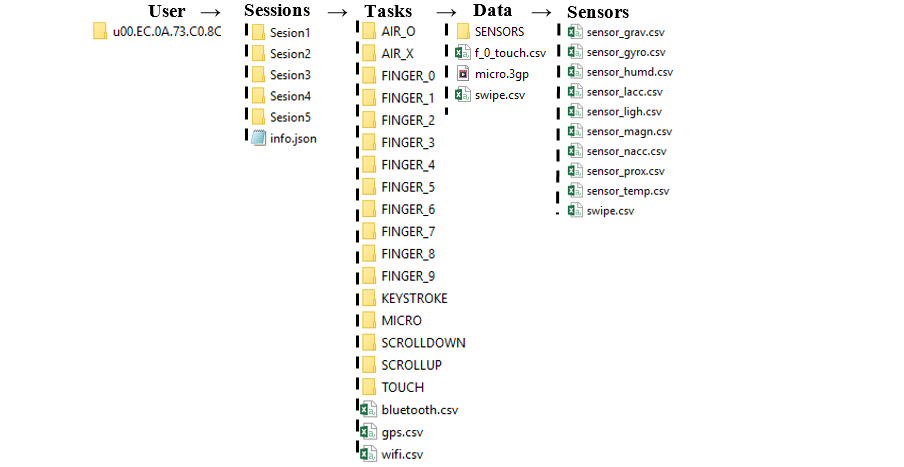 User → Sessions → Tasks → Data → Sensors
u00.EC.0A.73.C0.8C
Sesion1
Sesion2
Sesion3
Sesion4
Sesion5
info.json
AIR_O
AIR_X
FINGER_0
FINGER_1
FINGER_2
FINGER_3
FINGER_4
FINGER_5
FINGER_6
FINGER_7
FINGER_8
FINGER_9
KEYSTROKE
MICRO
SCROLLDOWN
SCROLLUP
TOUCH
bluetooth.csv
gps.csv
wifi.csv
SENSORS
f_0_touch.csv
micro.3gp
swipe.csv
sensor_grav.csv
sensor_gyro.csv
sensor_humd.csv
sensor_lacc.csv
sensor_ligh.csv
sensor_magn.csv
sensor_nacc.csv
sensor_prox.csv
sensor_temp.csv
swipe.csv